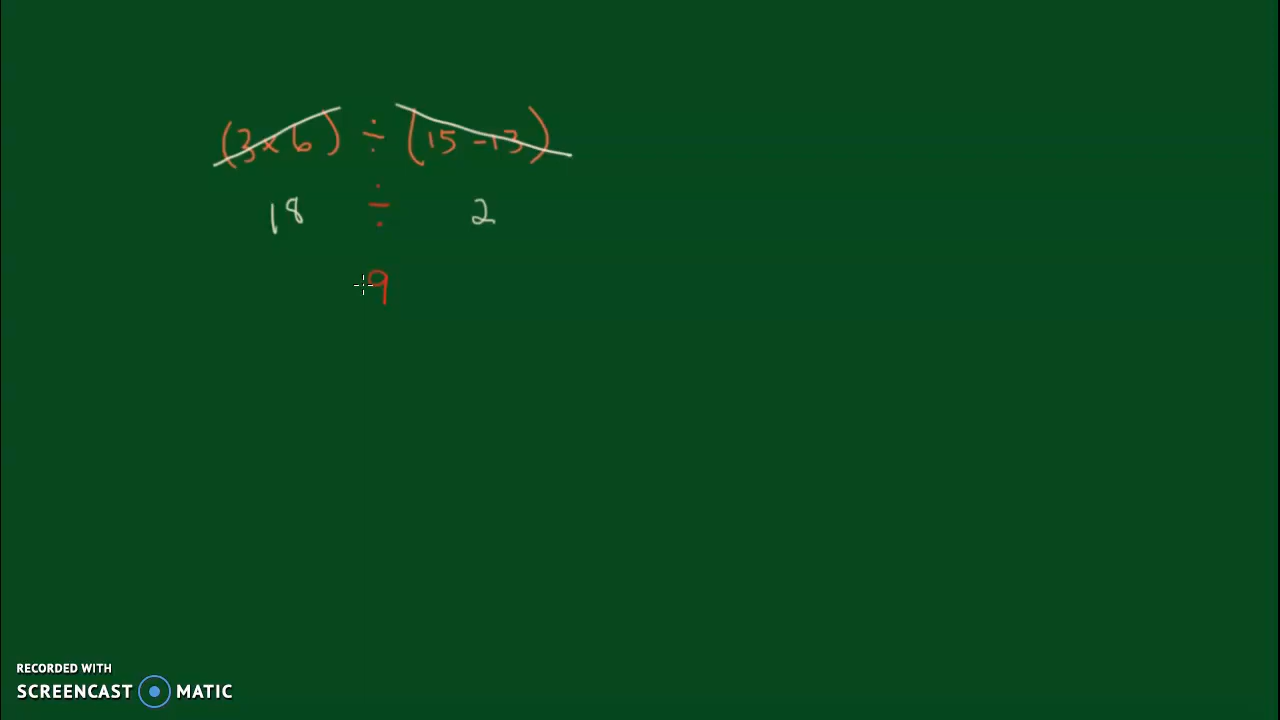 (3 x 6) ÷ (15 - 13)
18 ÷ 2
9
RECORDED WITH
SCREENCAST MATIC